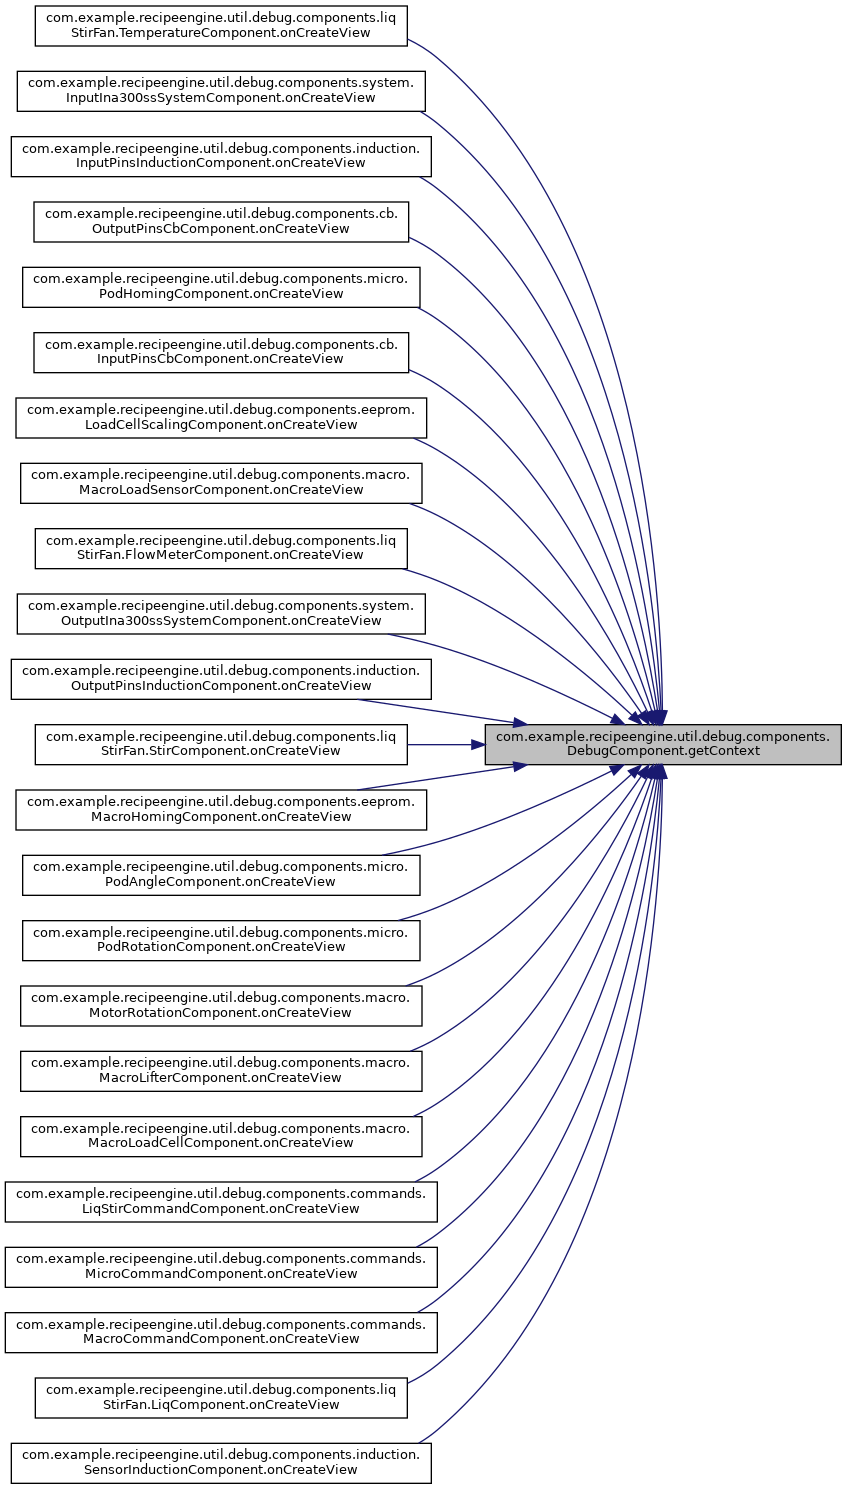 com.example.recipeengine.util.debug.components.liq
StirFan.TemperatureComponent.onCreateView
com.example.recipeengine.util.debug.components.system.
InputIna300ssSystemComponent.onCreateView
com.example.recipeengine.util.debug.components.induction.
InputPinsInductionComponent.onCreateView
com.example.recipeengine.util.debug.components.cb.
OutputPinsCbComponent.onCreateView
com.example.recipeengine.util.debug.components.micro.
PodHomingComponent.onCreateView
com.example.recipeengine.util.debug.components.cb.
InputPinsCbComponent.onCreateView
com.example.recipeengine.util.debug.components.eeprom.
LoadCellScalingComponent.onCreateView
com.example.recipeengine.util.debug.components.macro.
MacroLoadSensorComponent.onCreateView
com.example.recipeengine.util.debug.components.liq
StirFan.FlowMeterComponent.onCreateView
com.example.recipeengine.util.debug.components.system.
OutputIna300ssSystemComponent.onCreateView
com.example.recipeengine.util.debug.components.induction.
OutputPinsInductionComponent.onCreateView
com.example.recipeengine.util.debug.components.liq
StirFan.StirComponent.onCreateView
com.example.recipeengine.util.debug.components.
DebugComponent.getContext
com.example.recipeengine.util.debug.components.eeprom.
MacroHomingComponent.onCreateView
com.example.recipeengine.util.debug.components.micro.
PodAngleComponent.onCreateView
com.example.recipeengine.util.debug.components.micro.
PodRotationComponent.onCreateView
com.example.recipeengine.util.debug.components.macro.
MotorRotationComponent.onCreateView
com.example.recipeengine.util.debug.components.macro.
MacroLifterComponent.onCreateView
com.example.recipeengine.util.debug.components.macro.
MacroLoadCellComponent.onCreateView
com.example.recipeengine.util.debug.components.commands.
LiqStirCommandComponent.onCreateView
com.example.recipeengine.util.debug.components.commands.
MicroCommandComponent.onCreateView
com.example.recipeengine.util.debug.components.commands.
MacroCommandComponent.onCreateView
com.example.recipeengine.util.debug.components.liq
StirFan.LiqComponent.onCreateView
com.example.recipeengine.util.debug.components.induction.
SensorInductionComponent.onCreateView